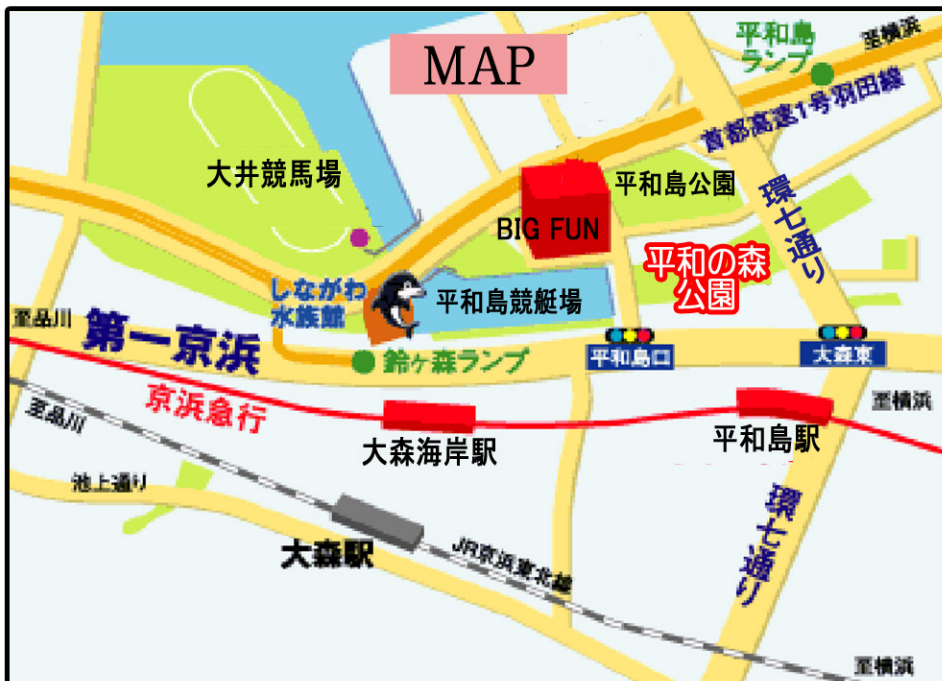 MAP
平和島
ランプ
至横浜
首都高速1号羽田線
大井競馬場
平和島公園
環七通り
BIG FUN
平和の森
公園
しながわ
水族館
平和島競艇場
至品川
第一京浜
鈴ヶ森ランプ
平和島口
大森東
京浜急行
至横浜
至品川
大森海岸駅
平和島駅
池上通り
大森駅
JR京浜東北線
環七通り
至横浜